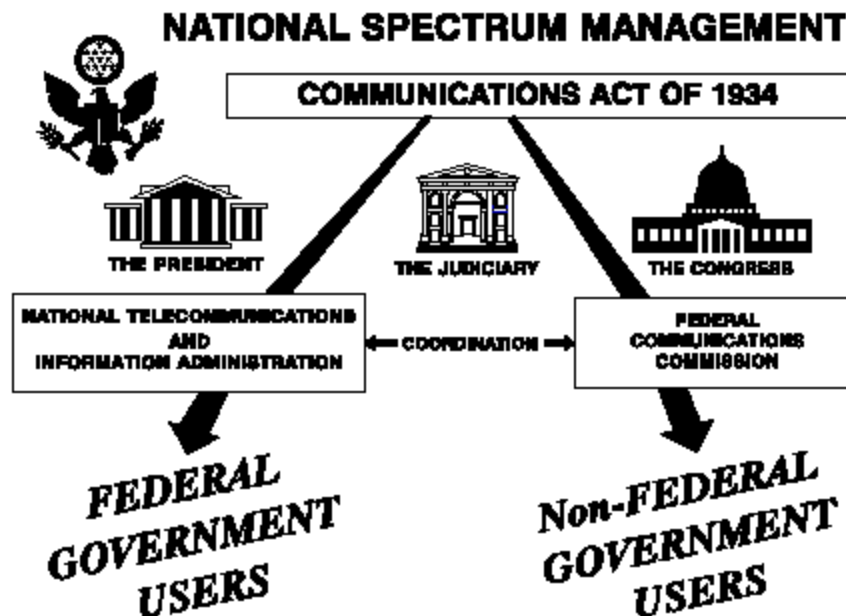 NATIONAL SPECTRUM MANAGEMENT
COMMUNICATIONS ACT OF 1934
THE PRESIDENT
THE JUDICIARY
THE CONGRESS
NATIONAL TELECOMMUNICATIONS
AND
INFORMATION ADMINISTRATION
COORDINATION
FEDERAL
COMMUNICATIONS
COMMISSION
FEDERAL
GOVERNMENT
USERS
Non-FEDERAL
GOVERNMENT
USERS